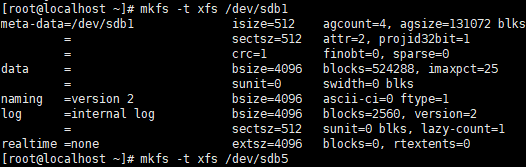 [root@localhost ~]# mkfs -t xfs /dev/sdb1
meta-data=/dev/sdb1              isize=512    agcount=4, agsize=131072 blks
         =                       sectsz=512   attr=2, projid32bit=1
         =                       crc=1        finobt=0, sparse=0
data     =                       bsize=4096   blocks=524288, imaxpct=25
         =                       sunit=0      swidth=0 blks
naming   =version 2              bsize=4096   ascii-ci=0 ftype=1
log      =internal log           bsize=4096   blocks=2560, version=2
         =                       sectsz=512   sunit=0 blks, lazy-count=1
realtime =none                   extsz=4096   blocks=0, rtextents=0
[root@localhost ~]# mkfs -t xfs /dev/sdb5